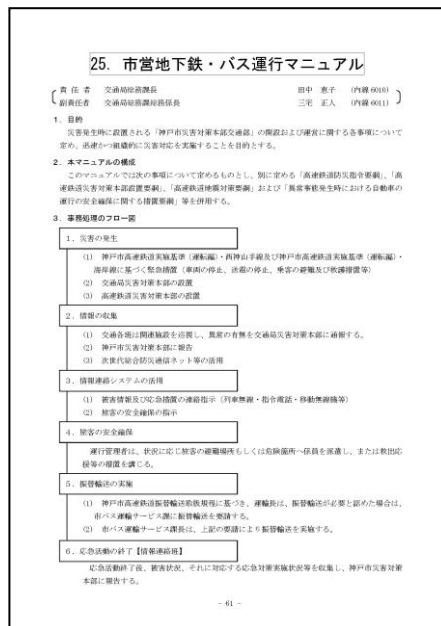 25. 市営地下鉄・バス運行マニュアル
責任者 交通局総務課長 田中 恵子 (内線6010)
副責任者 交通局総務課総務係長 三宅 正人 (内線6011)
1. 目的
災害発生時に設置される「神戸市災害対策本部交通部」の開設および運営に関する各事項について
定め、迅速かつ組織的に災害対応を実施することを目的とする。
2. 本マニュアルの構成
このマニュアルでは次の事項について定めるものとし、別に定める「高速鉄道防災指令要綱」、「高
速鉄道災害対策本部設置要綱」、「高速鉄道地震対策要綱」および「異常事態発生時における自動車の
運行の安全確保に関する措置要綱」等を併用する。
3. 事務処理のフロー図
1. 災害の発生
(1) 神戸市高速鉄道実施基準(運転編)・西神山手線及び神戸市高速鉄道実施基準(運転編)・
海岸線に基づく緊急措置(車両の停止、送電の停止、乗客の避難及び救護措置等)
(2) 交通局災害対策本部の設置
(3) 高速鉄道災害対策本部の設置
2. 情報の収集
(1) 交通各班は関連施設を巡視し、異常の有無を交通局災害対策本部に通報する。
(2) 神戸市災害対策本部に報告
(3) 次世代総合防災通信ネット等の活用
3. 情報連絡システムの活用
(1) 被害情報及び応急措置の連絡指示(列車無線・指令電話・移動無線機等)
(2) 旅客の安全確保の指示
4. 旅客の安全確保
運行管理者は、状況に応じ旅客の避難場所もしくは危険箇所へ係員を派遣し、または救出応
援等の措置を講じる。
5. 振替輸送の実施
(1) 神戸市高速鉄道振替輸送取扱規程に基づき、運輸長は、振替輸送が必要と認めた場合は、
市バス運輸サービス課に振替輸送を要請する。
(2) 市バス運輸サービス課長は、上記の要請により振替輸送を実施する。
6. 応急活動の終了【情報連絡班】
応急活動終了後、被害状況、それに対応する応急対策実施状況等を収集し、神戸市災害対策
本部に報告する。
- 61 -